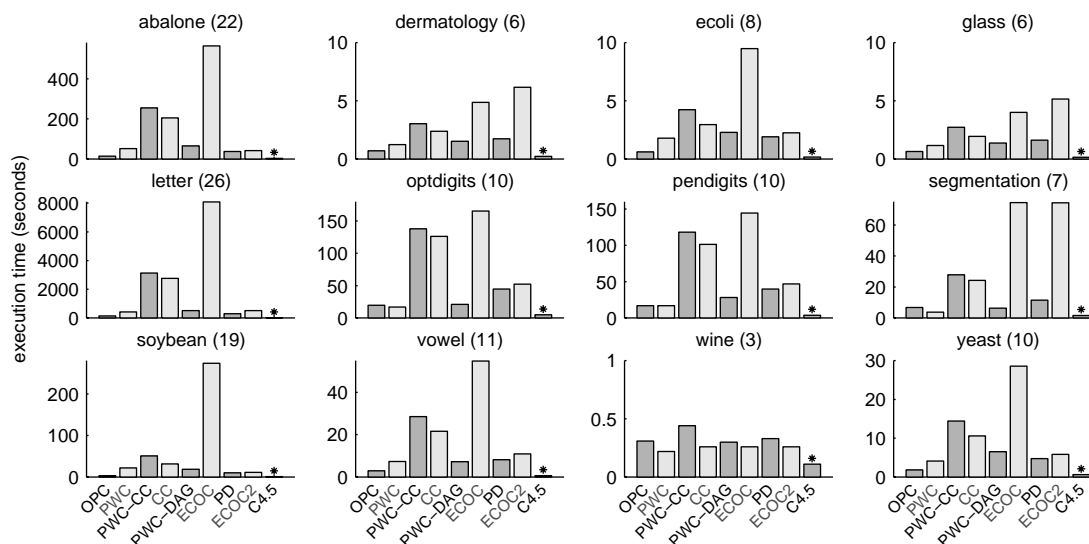 abalone (22)
dermatology (6)
ecoli (8)
glass (6)
400
200
0
10
5
0
10
5
0
10
5
0
execution time (seconds)
letter (26)
optdigits (10)
pendigits (10)
segmentation (7)
8000
6000
4000
2000
0
150
100
50
0
150
100
50
0
60
40
20
0
soybean (19)
vowel (11)
wine (3)
yeast (10)
200
100
0
40
20
0
1
0.5
0
30
20
10
0
OPC
PWC
PWC−CC
CC
PWC−DAG
ECOC
PD
ECOC2
C4.5
OPC
PWC
PWC−CC
CC
PWC−DAG
ECOC
PD
ECOC2
C4.5
OPC
PWC
PWC−CC
CC
PWC−DAG
ECOC
PD
ECOC2
C4.5
OPC
PWC
PWC−CC
CC
PWC−DAG
ECOC
PD
ECOC2
C4.5